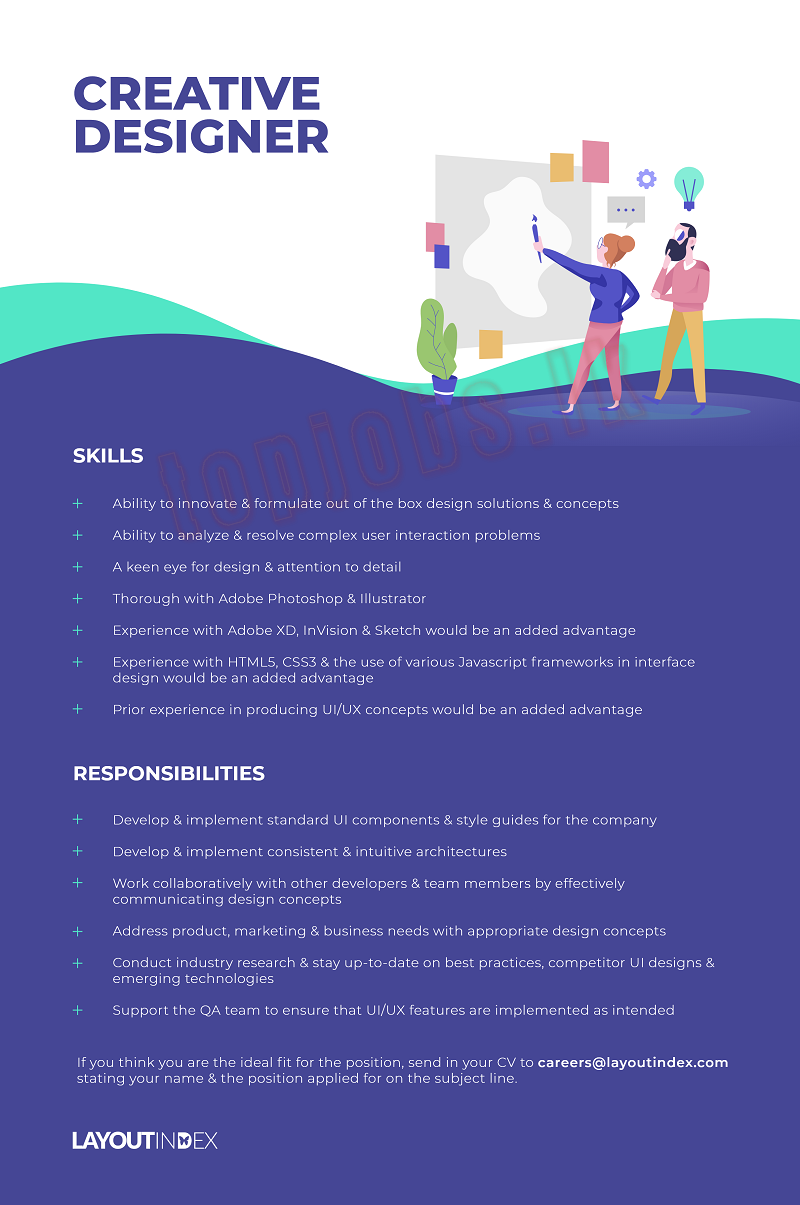 CREATIVE
DESIGNER
topjobs.lk
SKILLS
Ability to innovate & formulate out of the box design solutions & concepts
Ability to analyze & resolve complex user interaction problems
A keen eye for design & attention to detail
Thorough with Adobe Photoshop & Illustrator
Experience with Adobe XD, InVision & Sketch would be an added advantage
Experience with HTML5, CSS3 & the use of various Javascript frameworks in interface
design would be an added advantage
Prior experience in producing UI/UX concepts would be an added advantage
RESPONSIBILITIES
Develop & implement standard UI components & style guides for the company
Develop & implement consistent & intuitive architectures
Work collaboratively with other developers & team members by effectively
communicating design concepts
Address product, marketing & business needs with appropriate design concepts
Conduct industry research & stay up-to-date on best practices, competitor UI designs &
emerging technologies
Support the QA team to ensure that UI/UX features are implemented as intended
If you think you are the ideal fit for the position, send in your CV to careers@layoutindex.com
stating your name & the position applied for on the subject line.
LAYOUTINDEX